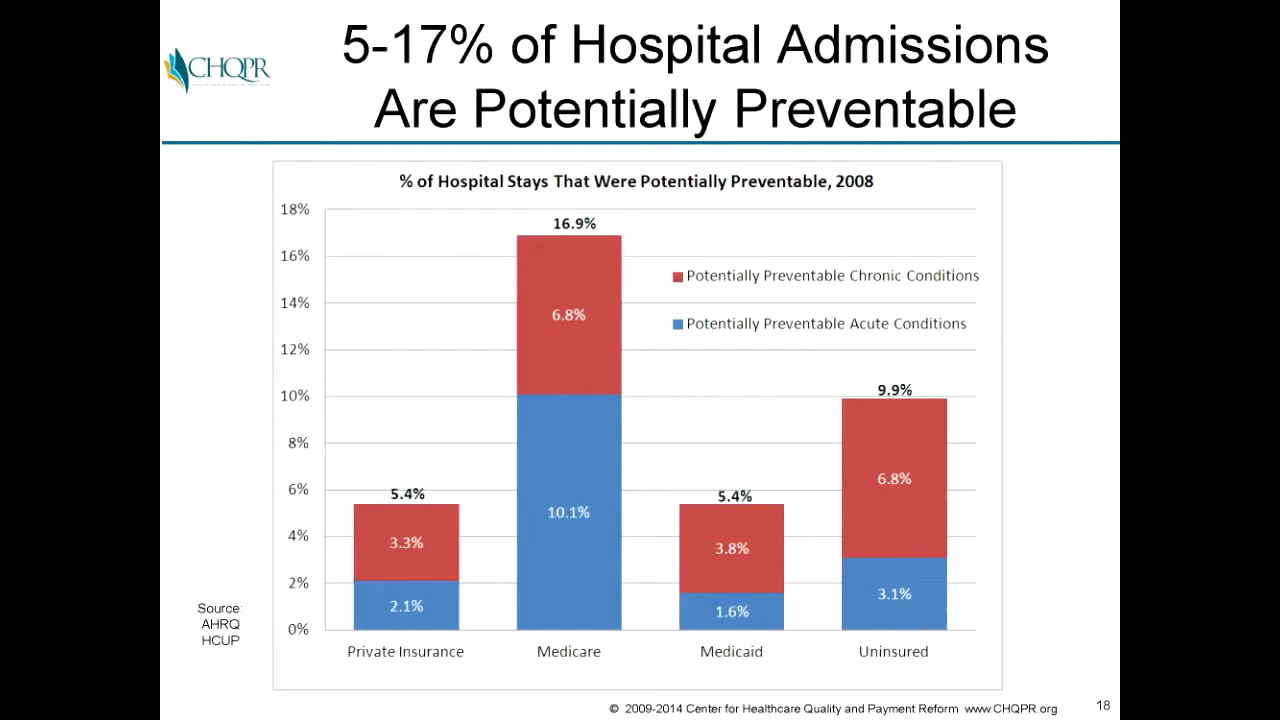 5-17% of Hospital Admissions
Are Potentially Preventable
CHQPR
% of Hospital Stays That Were Potentially Preventable, 2008
18%
16%
14%
12%
10%
8%
6%
4%
2%
0%
Potentially Preventable Chronic Conditions
Potentially Preventable Acute Conditions
5.4%
3.3%
2.1%
16.9%
6.8%
10.1%
5.4%
3.8%
1.6%
9.9%
6.8%
3.1%
Private Insurance
Medicare
Medicaid
Uninsured
Source
AHRQ
HCUP
© 2009-2014 Center for Healthcare Quality and Payment Reform www.CHQPR.org
18